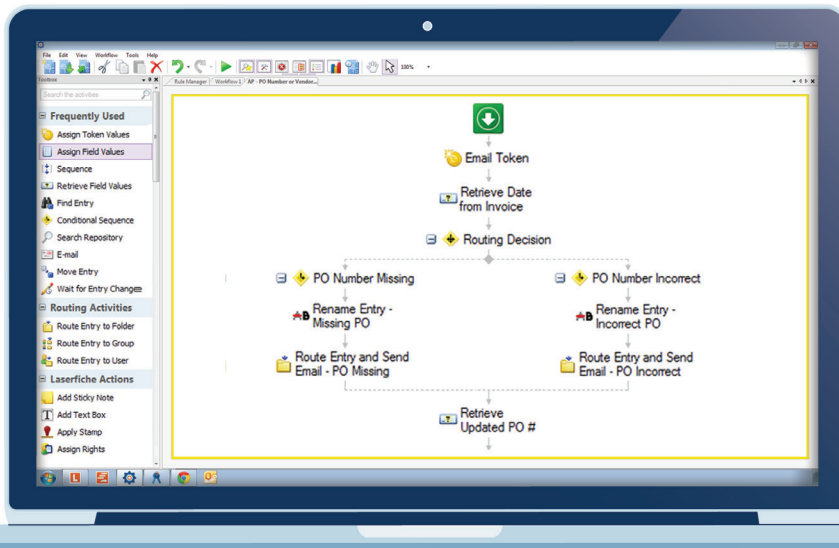 File Edit View Workflow Tools Help
100%
Toolbox
Rule Manager Workflow 1 AP - PO Number or Vendor...
Search the activities
Frequently Used
Assign Token Values
Assign Field Values
Sequence
Retrieve Field Values
Find Entry
Conditional Sequence
Search Repository
E-mail
Move Entry
Wait for Entry Change
Routing Activities
Route Entry to Folder
Route Entry to Group
Route Entry to User
Laserfiche Actions
Add Sticky Note
Add Text Box
Apply Stamp
Assign Rights
Email Token
Retrieve Date
from Invoice
Routing Decision
PO Number Missing
PO Number Incorrect
Rename Entry -
Missing PO
Rename Entry -
Incorrect PO
Route Entry and Send
Email - PO Missing
Route Entry and Send
Email - PO Incorrect
Retrieve
Updated PO #